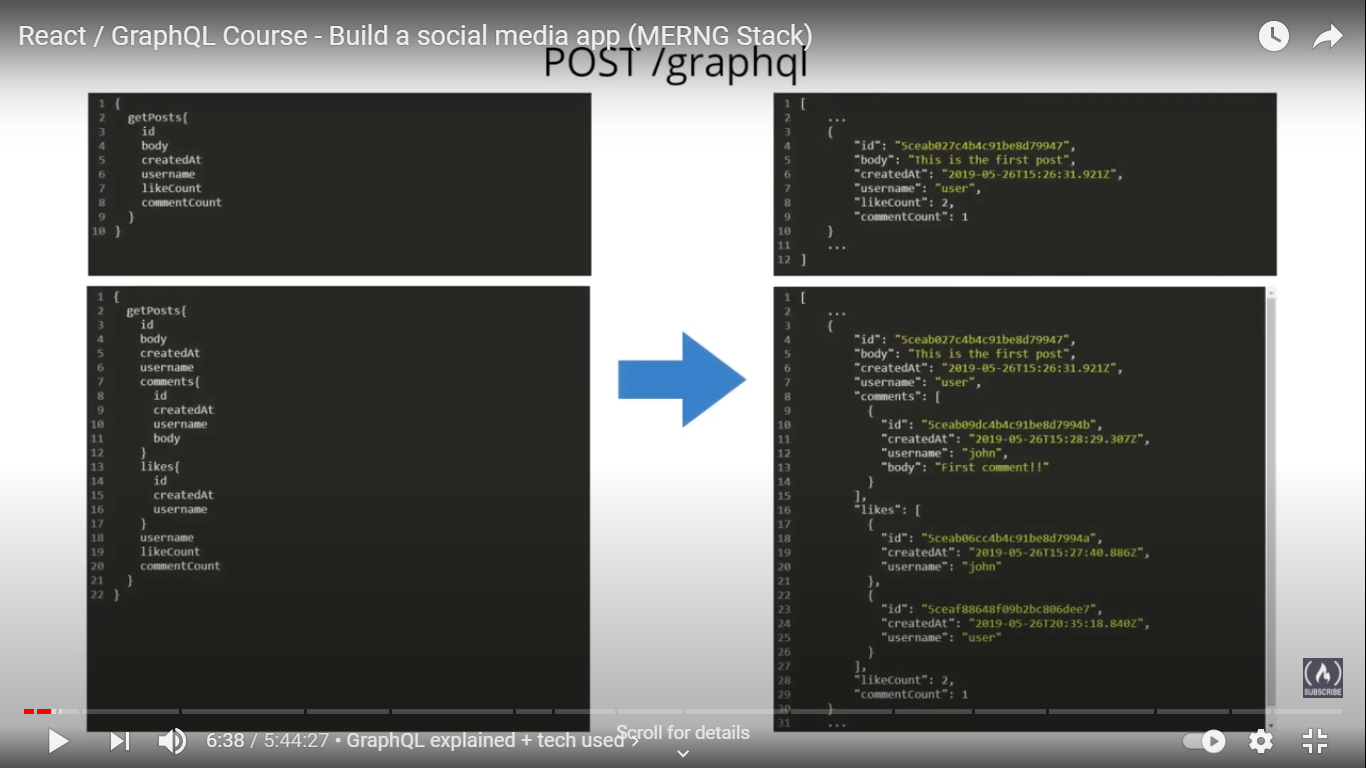 React / GraphQL Course - Build a social media app (MERNG Stack)
POST /graphql
1 {
2 getPosts{
3 id
4 body
5 createdAt
6 username
7 likeCount
8 commentCount
9 }
10 }
1 [
2 ...
3 {
4 "id": "5ceab027c4b4c91be8d79947",
5 "body": "This is the first post",
6 "createdAt": "2019-05-26T15:26:31.921Z",
7 "username": "user",
8 "likeCount": 2,
9 "commentCount": 1
10 }
11 ...
12 ]
1 {
2 getPosts{
3 id
4 body
5 createdAt
6 username
7 comments{
8 id
9 createdAt
10 username
11 body
12 }
13 likes{
14 id
15 createdAt
16 username
17 }
18 username
19 likeCount
20 commentCount
21 }
22 }
1 [
2 ...
3 {
4 "id": "5ceab027c4b4c91be8d79947",
5 "body": "This is the first post",
6 "createdAt": "2019-05-26T15:26:31.921Z",
7 "username": "user",
8 "comments": [
9 {
10 "id": "5ceab09dc4b4c91be8d7994b",
11 "createdAt": "2019-05-26T15:28:29.307Z",
12 "username": "john",
13 "body": "First comment!!"
14 }
15 ],
16 "likes": [
17 {
18 "id": "5ceab06cc4b4c91be8d7994a",
19 "createdAt": "2019-05-26T15:27:40.886Z",
20 "username": "john"
21 },
22 {
23 "id": "5ceaf88648f09b2bc806dee7",
24 "createdAt": "2019-05-26T20:35:18.840Z",
25 "username": "user"
26 }
27 ],
28 "likeCount": 2,
29 "commentCount": 1
30 }
31 ...
SUBSCRIBE
6:38 / 5:44:27 • GraphQL explained + tech used ›
Scroll for details